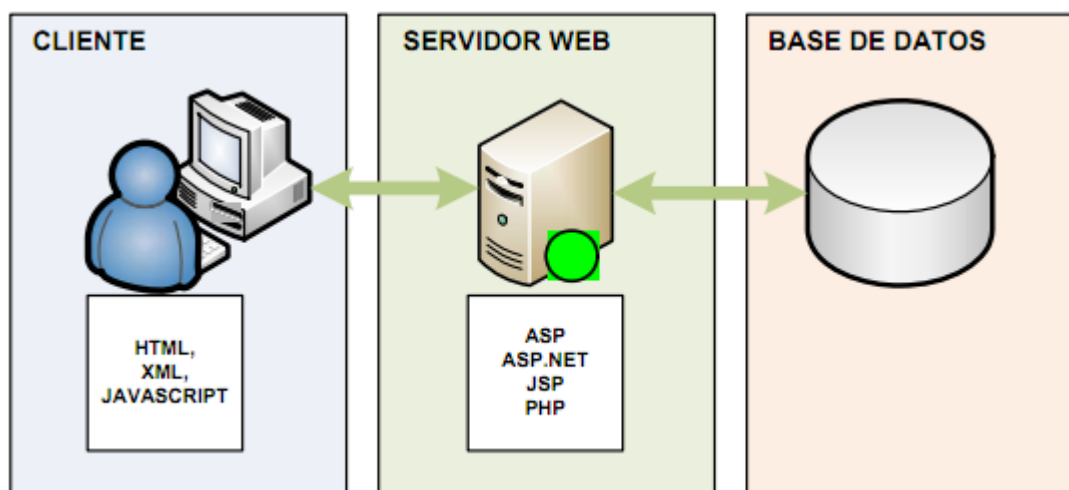 CLIENTE
SERVIDOR WEB
BASE DE DATOS
HTML,
XML,
JAVASCRIPT
ASP
ASP.NET
JSP
PHP